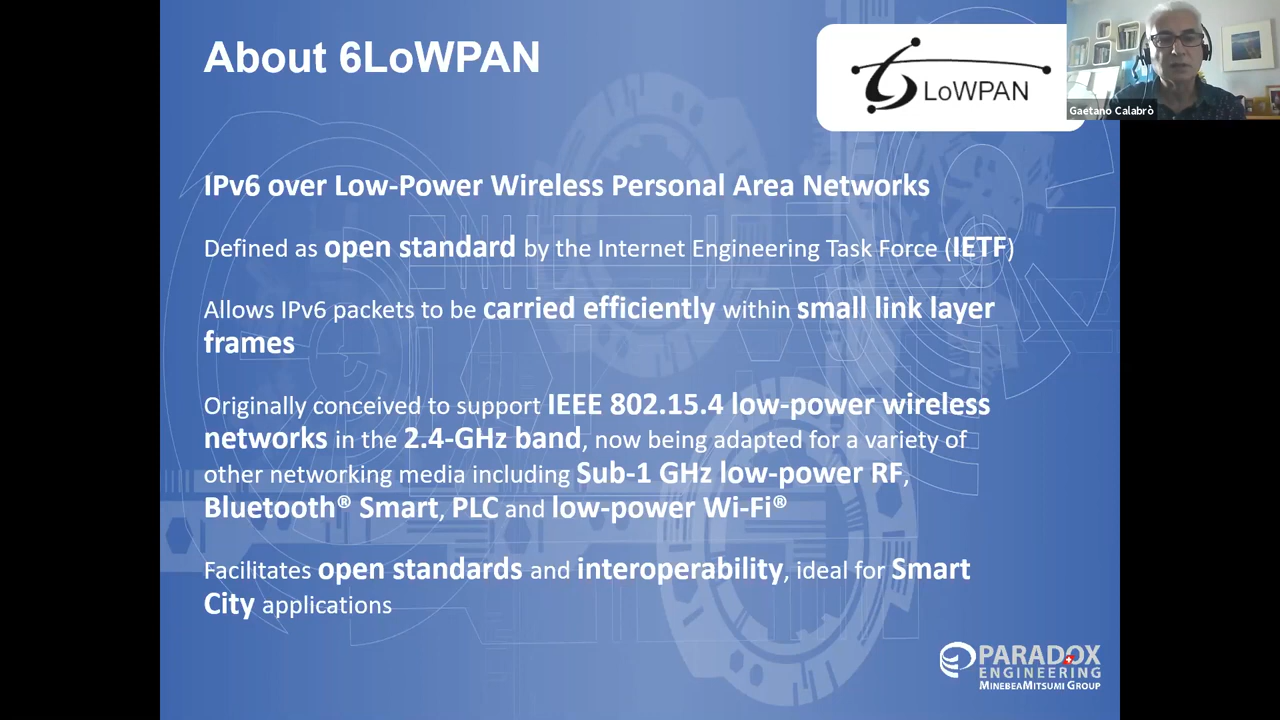 About 6LoWPAN
6LoWPAN
Gaetano Calabrò
IPv6 over Low-Power Wireless Personal Area Networks
Defined as open standard by the Internet Engineering Task Force (IETF)
Allows IPv6 packets to be carried efficiently within small link layer
frames
Originally conceived to support IEEE 802.15.4 low-power wireless
networks in the 2.4-GHz band, now being adapted for a variety of
other networking media including Sub-1 GHz low-power RF,
Bluetooth® Smart, PLC and low-power Wi-Fi®
Facilitates open standards and interoperability, ideal for Smart
City applications
PARADOX
ENGINEERING
MINEBEAMITSUMI GROUP